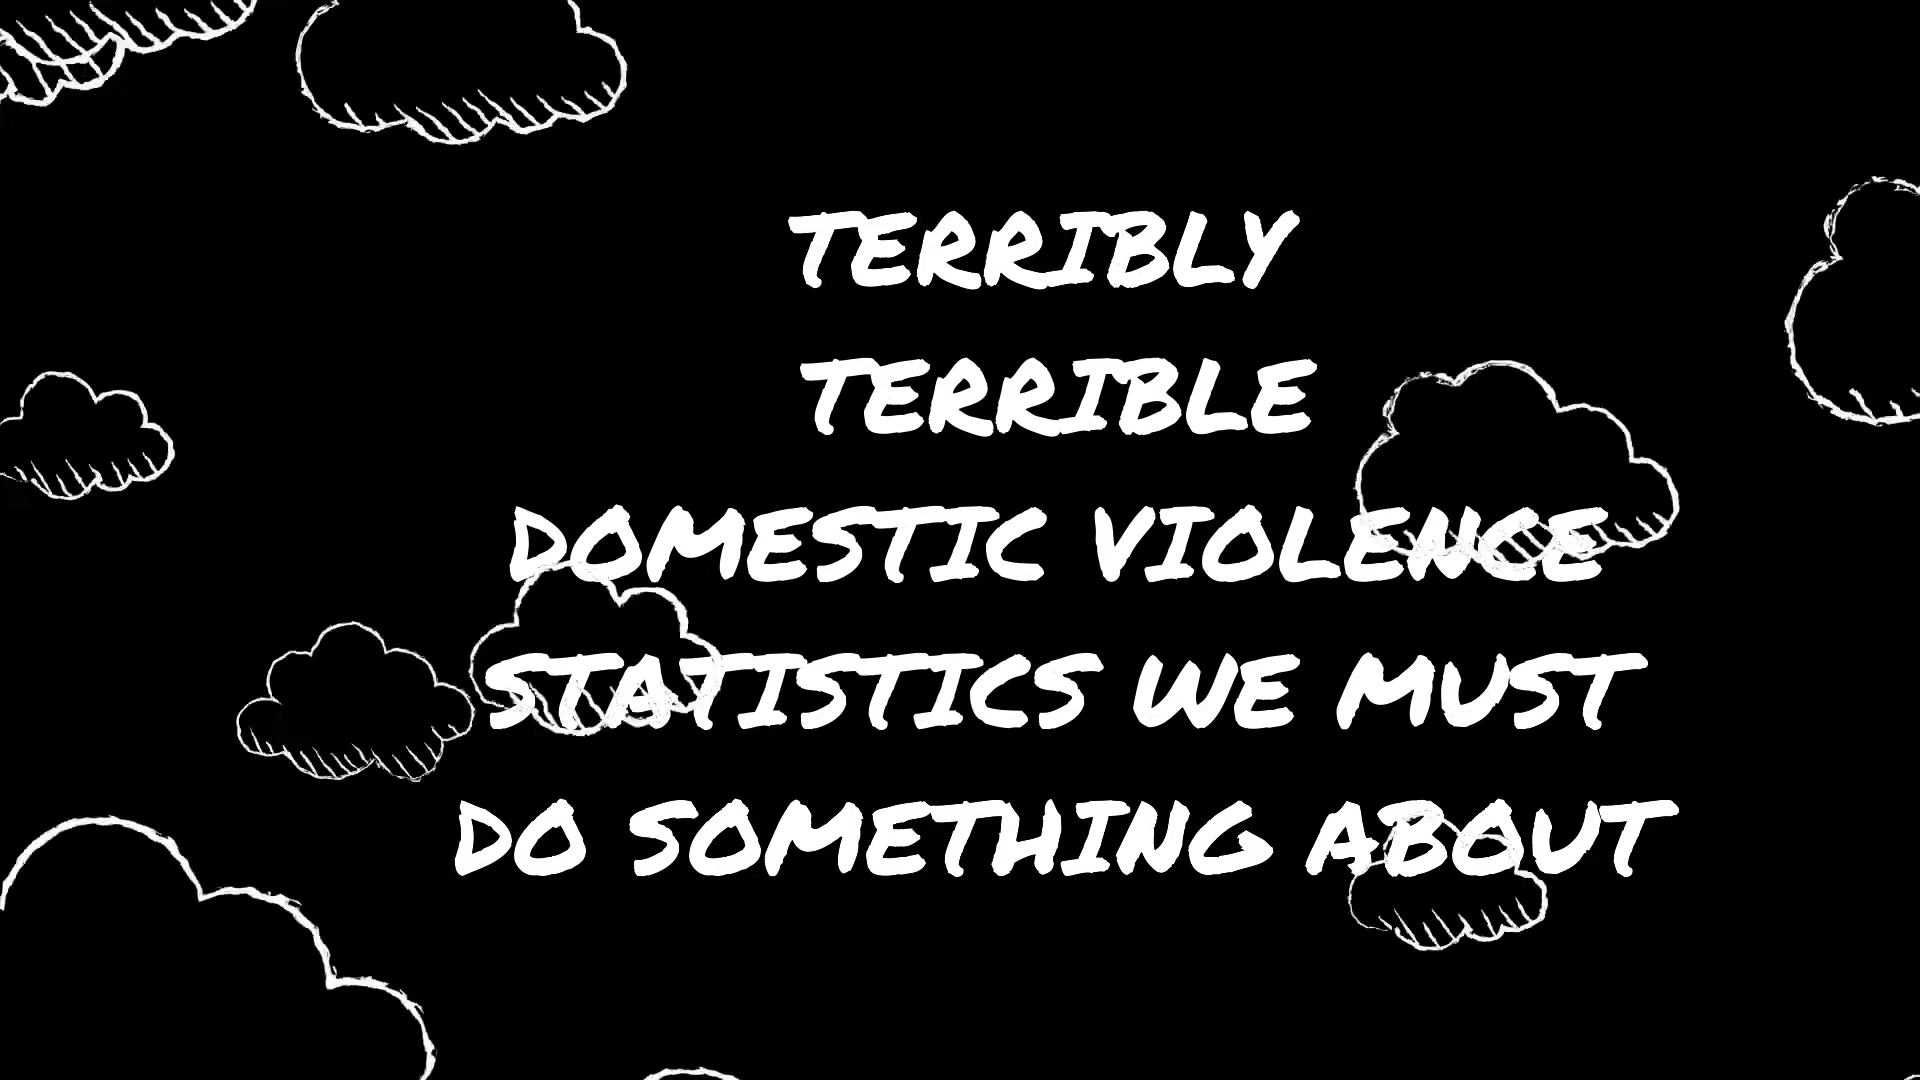 TERRIBLY
TERRIBLE
DOMESTIC VIOLENCE
STATISTICS WE MUST
DO SOMETHING ABOUT